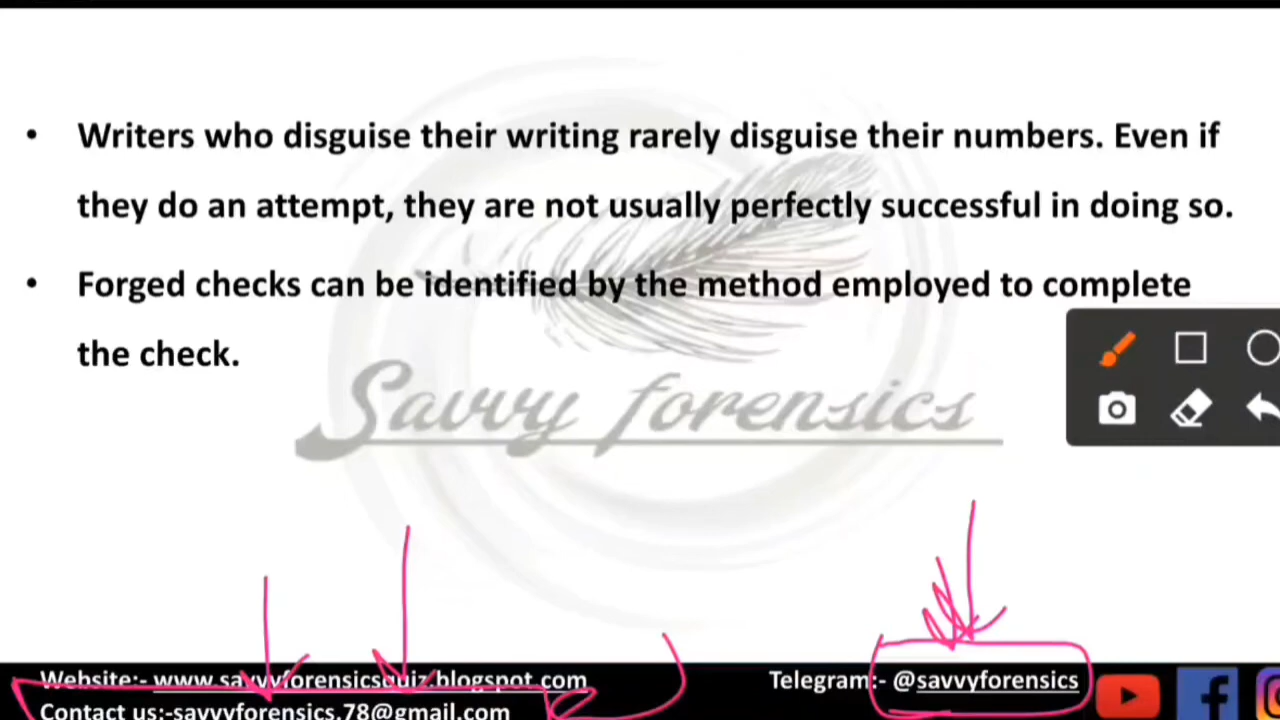 • Writers who disguise their writing rarely disguise their numbers. Even if
they do an attempt, they are not usually perfectly successful in doing so.
• Forged checks can be identified by the method employed to complete
the check.
Savvy forensics
Website:- www.savvyforensicsquiz.blogspot.com
Telegram:- @savvyforensics
Contact us:-savvyforensics.78@gmail.com